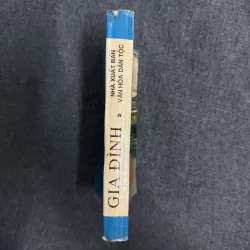 GIA ĐÌNH
NHÀ XUẤT BẢN
VĂN HÓA DÂN TỘC